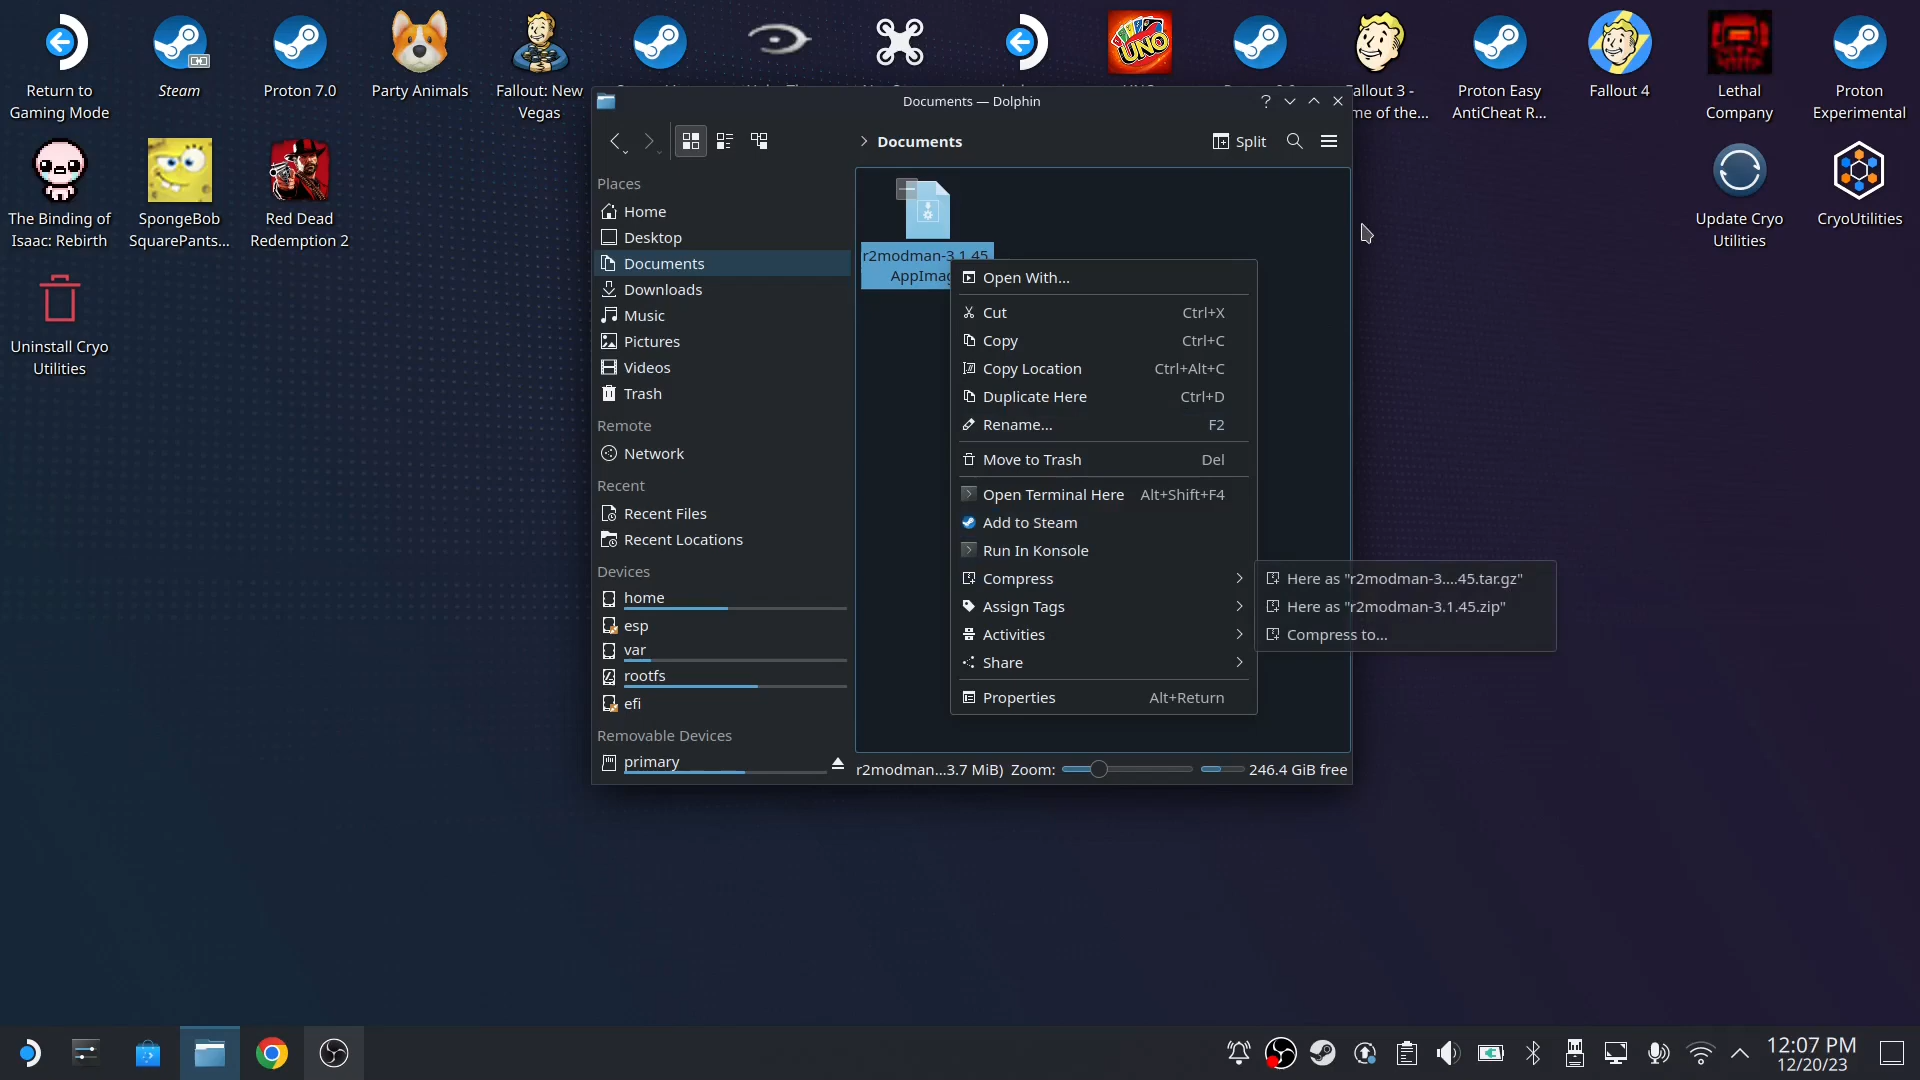 Return to
Gaming Mode
Steam
Proton 7.0
Party Animals
Fallout: New
Vegas
UNO
allout 3 -
me of the...
Proton Easy
AntiCheat R...
Fallout 4
Lethal
Company
Proton
Experimental
The Binding of
Isaac: Rebirth
SpongeBob
SquarePants...
Red Dead
Redemption 2
Update Cryo
Utilities
CryoUtilities
Uninstall Cryo
Utilities
Documents — Dolphin
Documents
Split
Places
Home
Desktop
Documents
Downloads
Music
Pictures
Videos
Trash
Remote
Network
Recent
Recent Files
Recent Locations
Devices
home
esp
var
rootfs
efi
Removable Devices
primary
r2modman-3.1.45.
AppImag
Open With...
Cut Ctrl+X
Copy Ctrl+C
Copy Location Ctrl+Alt+C
Duplicate Here Ctrl+D
Rename... F2
Move to Trash Del
Open Terminal Here Alt+Shift+F4
Add to Steam
Run In Konsole
Compress
Assign Tags
Activities
Share
Properties Alt+Return
Here as "r2modman-3....45.tar.gz"
Here as "r2modman-3.1.45.zip"
Compress to...
r2modman...3.7 MiB) Zoom: 246.4 GiB free
12:07 PM
12/20/23